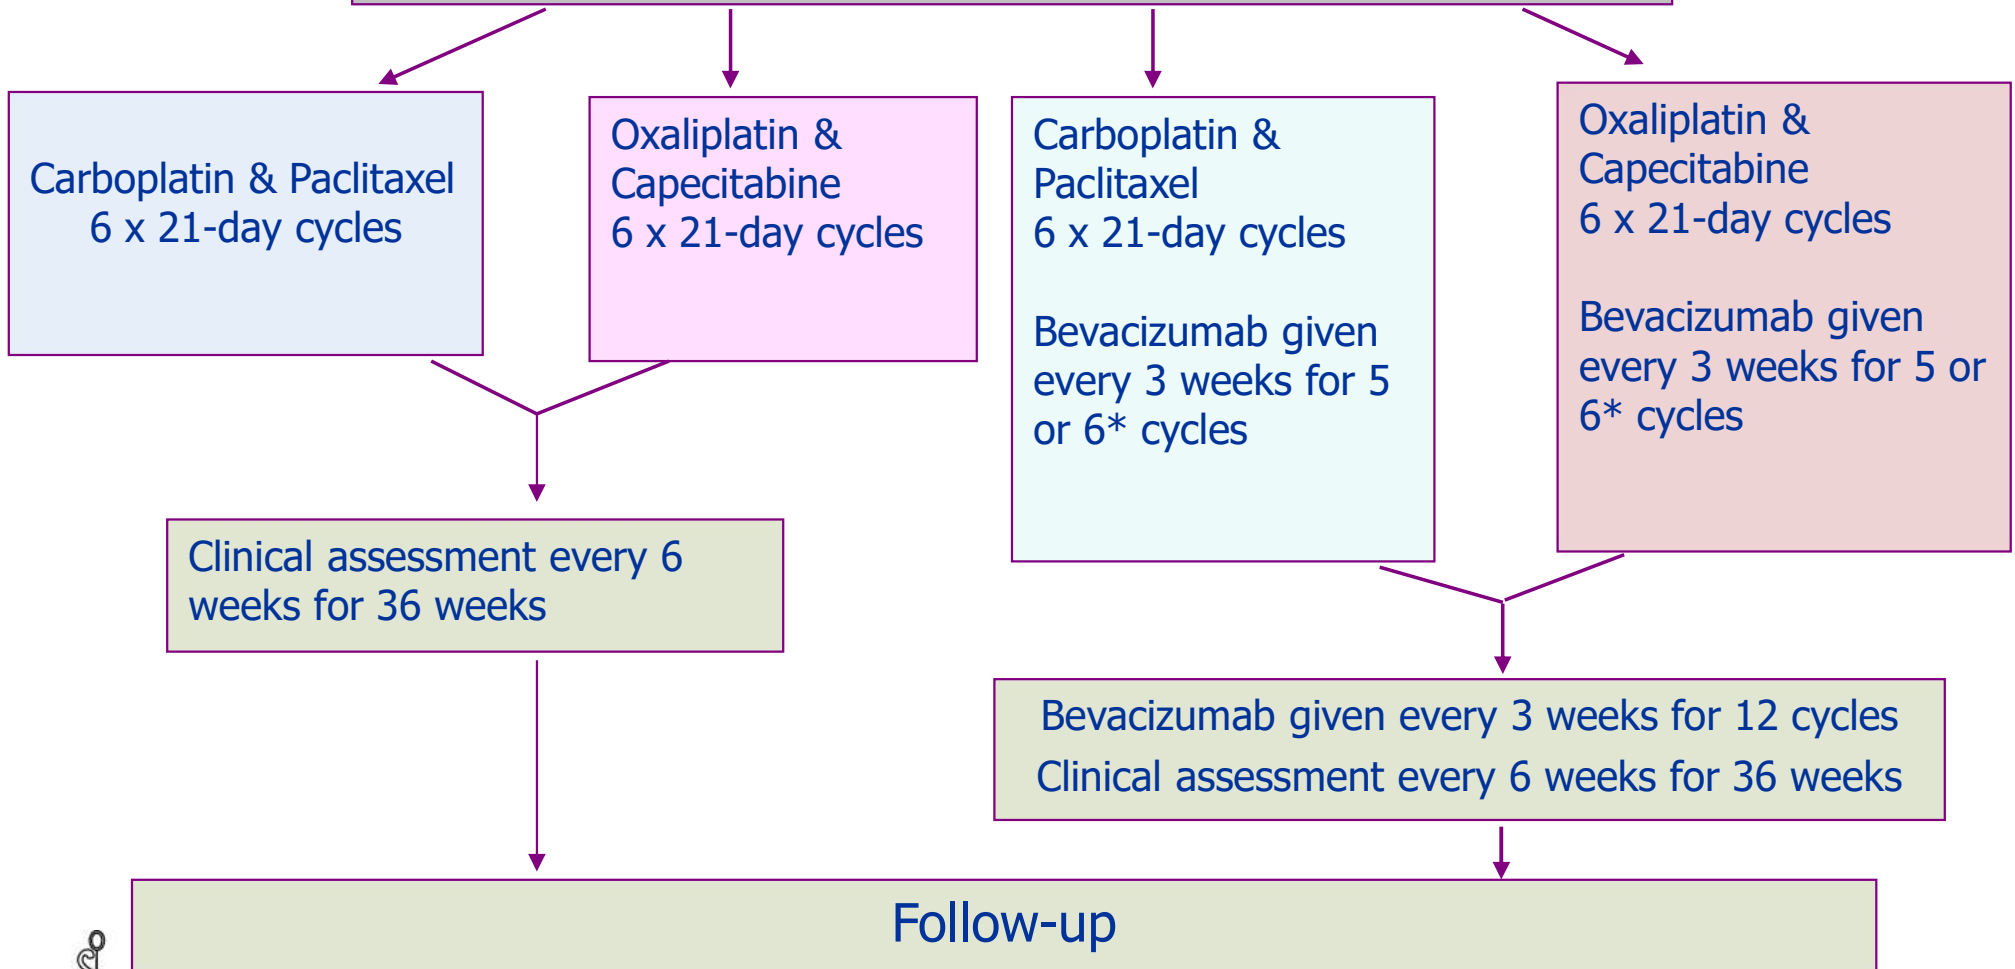 Carboplatin & Paclitaxel
6 x 21-day cycles
Oxaliplatin &
Capecitabine
6 x 21-day cycles
Carboplatin &
Paclitaxel
6 x 21-day cycles
Bevacizumab given
every 3 weeks for 5
or 6* cycles
Oxaliplatin &
Capecitabine
6 x 21-day cycles
Bevacizumab given
every 3 weeks for 5 or
6* cycles
Clinical assessment every 6
weeks for 36 weeks
Bevacizumab given every 3 weeks for 12 cycles
Clinical assessment every 6 weeks for 36 weeks
Follow-up